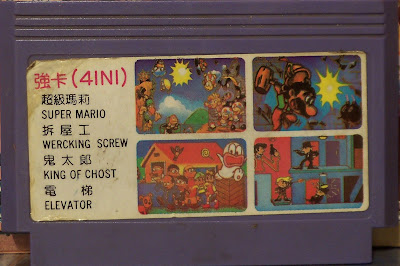 強卡(4IN1)
超級瑪莉
SUPER MARIO
拆屋工
WERCKING SCREW
鬼太郎
KING OF CHOST
電梯
ELEVATOR